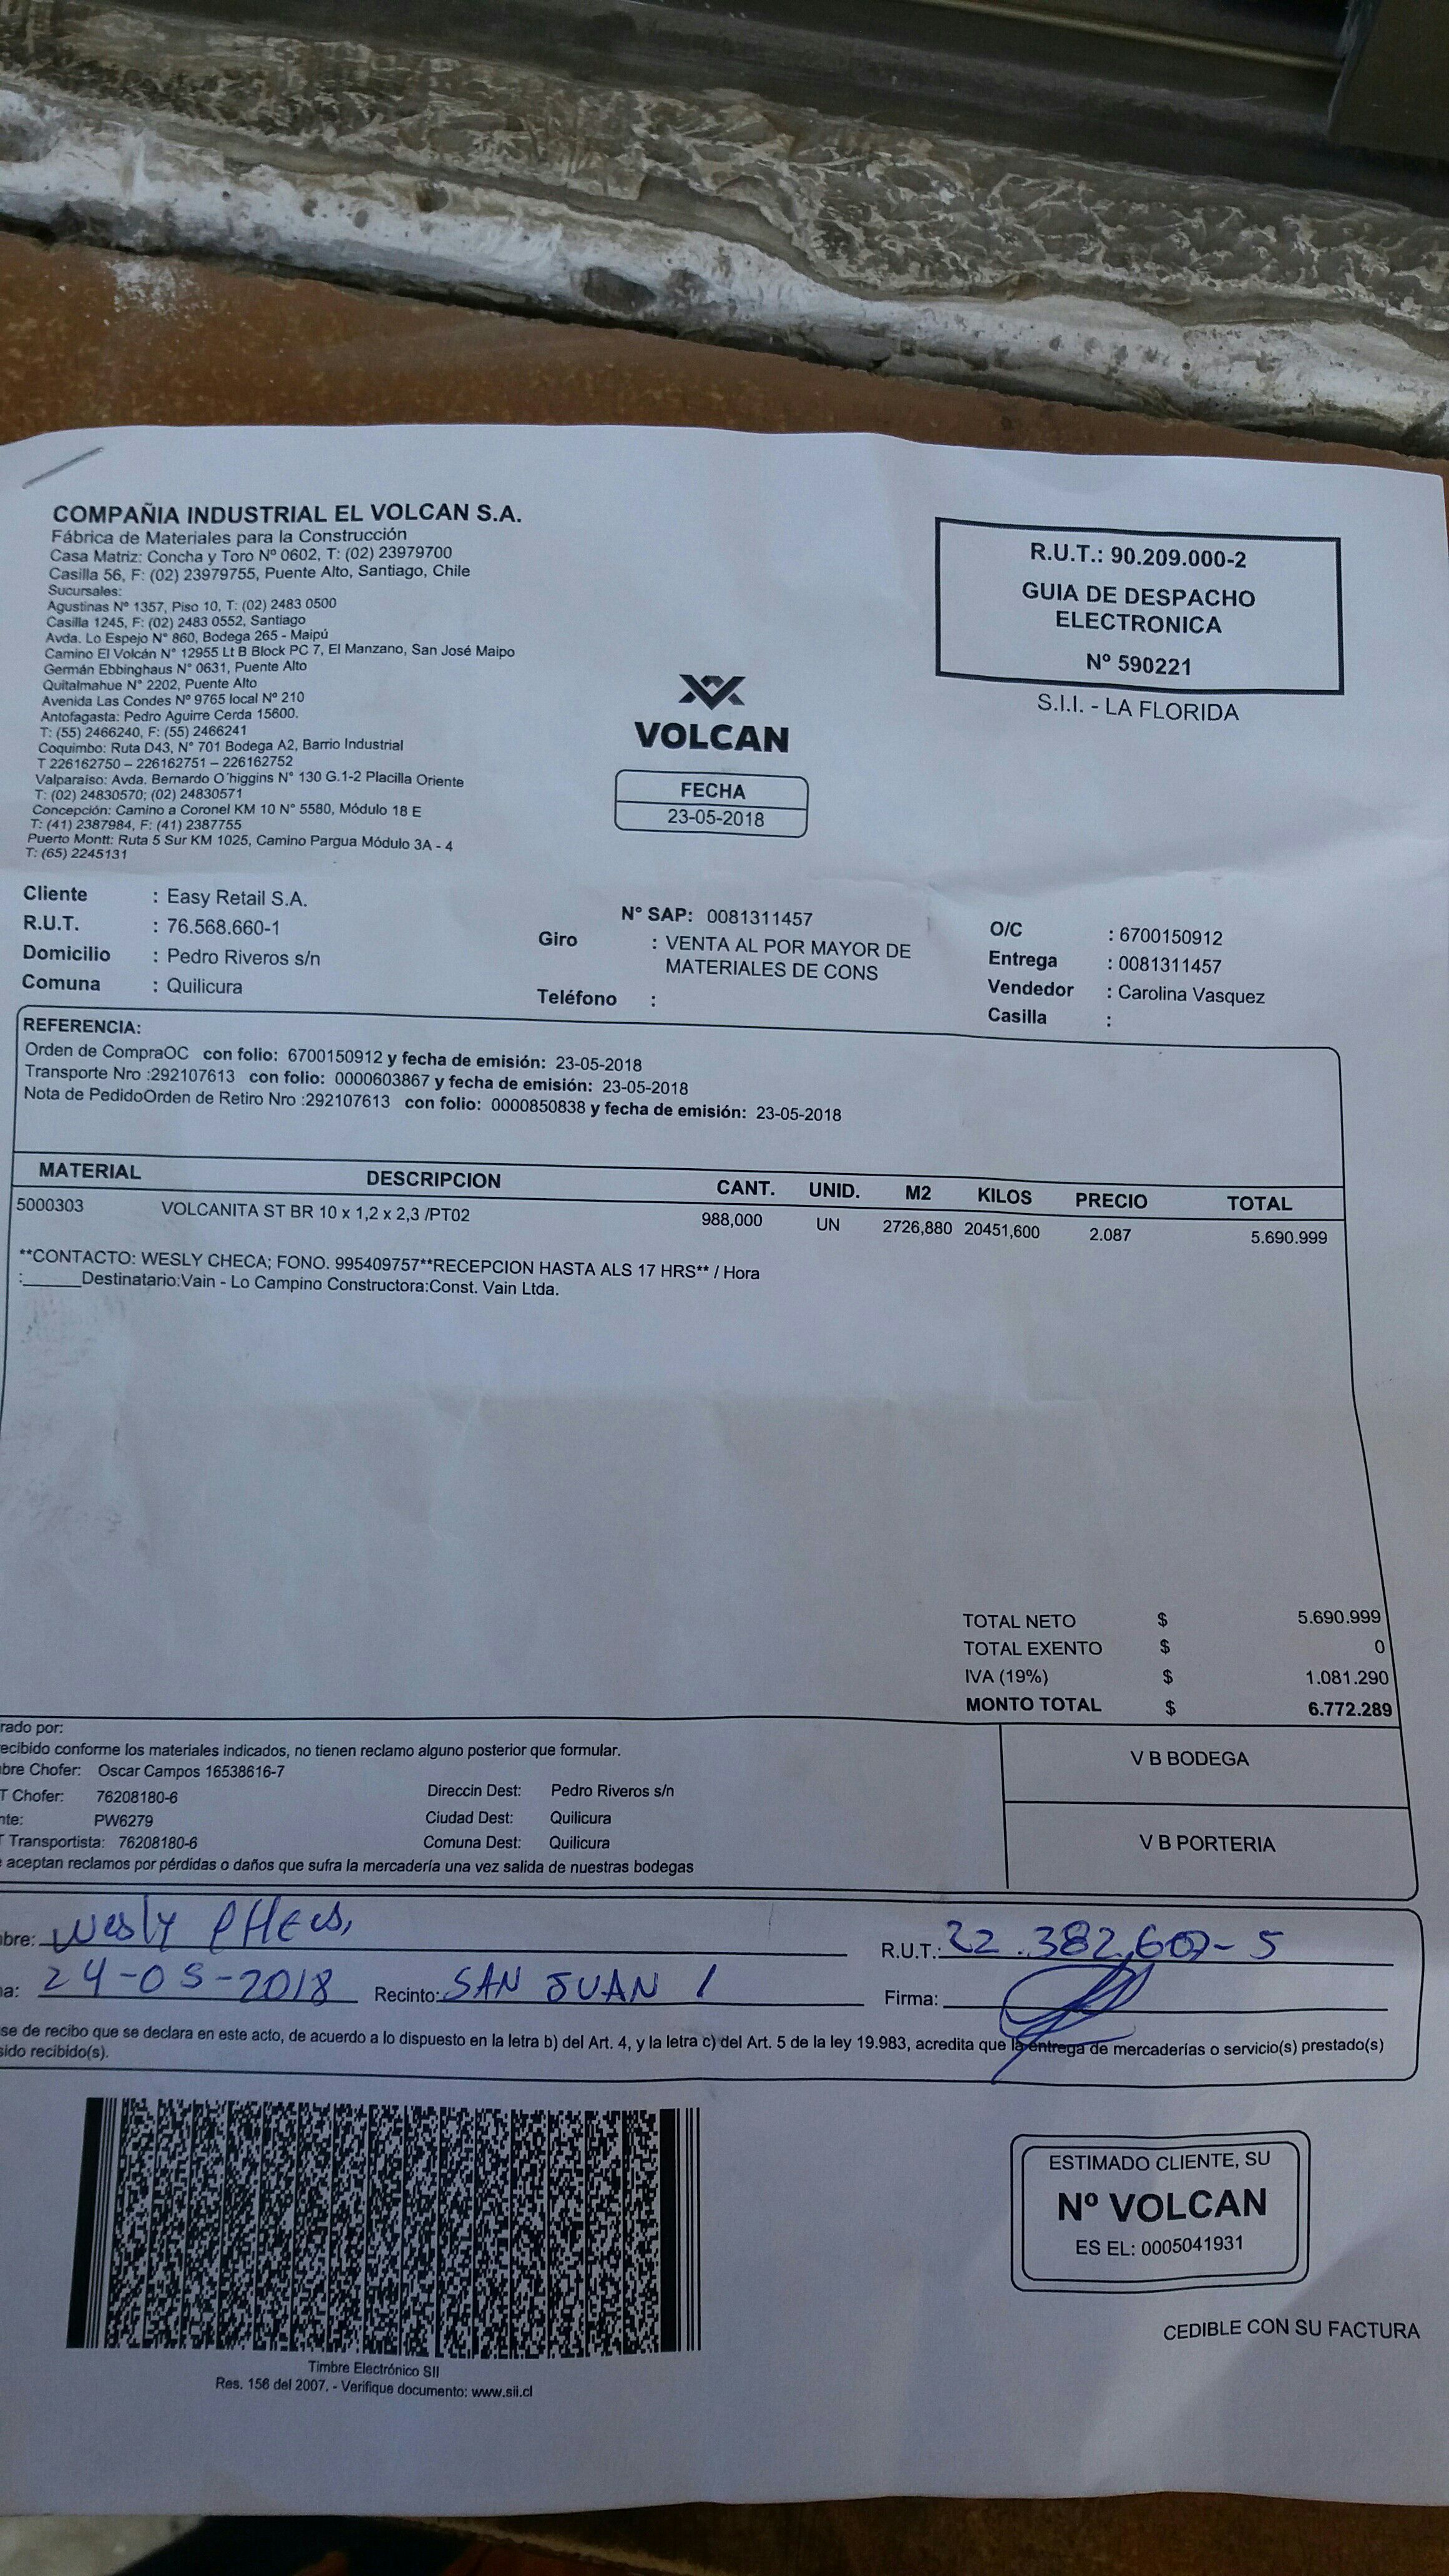 COMPAÑIA INDUSTRIAL EL VOLCAN S.A.
Fábrica de Materiales para la Construcción
Casa Matriz: Concha y Toro Nº 0602, T: (02) 23979700
Casilla 56, F: (02) 23979755, Puente Alto, Santiago, Chile
Sucursales:
Agustinas Nº 1357, Piso 10, T: (02) 2483 0500
Casilla 1245, F: (02) 2483 0552, Santiago
Avda. Lo Espejo N° 860, Bodega 265 - Maipú
Camino El Volcán N° 12955 Lt B Block PC 7, El Manzano, San José Maipo
Germán Ebbinghaus N° 0631, Puente Alto
Quitalmahue N° 2202, Puente Alto
Avenida Las Condes Nº 9765 local Nº 210
Antofagasta: Pedro Aguirre Cerda 15600.
T: (55) 2466240, F: (55) 2466241
Coquimbo: Ruta D43, N° 701 Bodega A2, Barrio Industrial
T 226162750 – 226162751 – 226162752
Valparaiso: Avda. Bernardo O´higgins N° 130 G.1-2 Placilla Oriente
T: (02) 24830570; (02) 24830571
Concepción: Camino a Coronel KM 10 N° 5580, Módulo 18 E
T: (41) 2387984, F: (41) 2387755
Puerto Montt: Ruta 5 Sur KM 1025, Camino Pargua Módulo 3A - 4
T: (65) 2245131
VOLCAN
FECHA
23-05-2018
R.U.T.: 90.209.000-2
GUIA DE DESPACHO
ELECTRONICA
Nº 590221
S.I.I. - LA FLORIDA
Cliente : Easy Retail S.A.
R.U.T. : 76.568.660-1
Domicilio : Pedro Riveros s/n
Comuna : Quilicura
N° SAP: 0081311457
Giro : VENTA AL POR MAYOR DE
MATERIALES DE CONS
Teléfono :
O/C : 6700150912
Entrega : 0081311457
Vendedor : Carolina Vasquez
Casilla :
REFERENCIA:
Orden de CompraOC con folio: 6700150912 y fecha de emisión: 23-05-2018
Transporte Nro :292107613 con folio: 0000603867 y fecha de emisión: 23-05-2018
Nota de PedidoOrden de Retiro Nro :292107613 con folio: 0000850838 y fecha de emisión: 23-05-2018
MATERIAL DESCRIPCION CANT. UNID. M2 KILOS PRECIO TOTAL
5000303 VOLCANITA ST BR 10 x 1,2 x 2,3 /PT02 988,000 UN 2726,880 20451,600 2.087 5.690.999
**CONTACTO: WESLY CHECA; FONO. 995409757**RECEPCION HASTA ALS 17 HRS** / Hora
:______Destinatario:Vain - Lo Campino Constructora:Const. Vain Ltda.
TOTAL NETO $ 5.690.999
TOTAL EXENTO $ 0
IVA (19%) $ 1.081.290
MONTO TOTAL $ 6.772.289
rado por:
ecibido conforme los materiales indicados, no tienen reclamo alguno posterior que formular.
bre Chofer: Oscar Campos 16538616-7
T Chofer: 76208180-6 Direccin Dest: Pedro Riveros s/n
nte: PW6279 Ciudad Dest: Quilicura
T Transportista: 76208180-6 Comuna Dest: Quilicura
aceptan reclamos por pérdidas o daños que sufra la mercadería una vez salida de nuestras bodegas
V B BODEGA
V B PORTERIA
bre: Wesly R.U.T.: 22.382,607-5
a: 24-05-2018 Recinto: SAN JUAN 1 Firma:
se de recibo que se declara en este acto, de acuerdo a lo dispuesto en la letra b) del Art. 4, y la letra c) del Art. 5 de la ley 19.983, acredita que la entrega de mercaderías o servicio(s) prestado(s)
sido recibido(s).
Timbre Electrónico SII
Res. 156 del 2007. - Verifique documento: www.sii.cl
ESTIMADO CLIENTE, SU
Nº VOLCAN
ES EL: 0005041931
CEDIBLE CON SU FACTURA